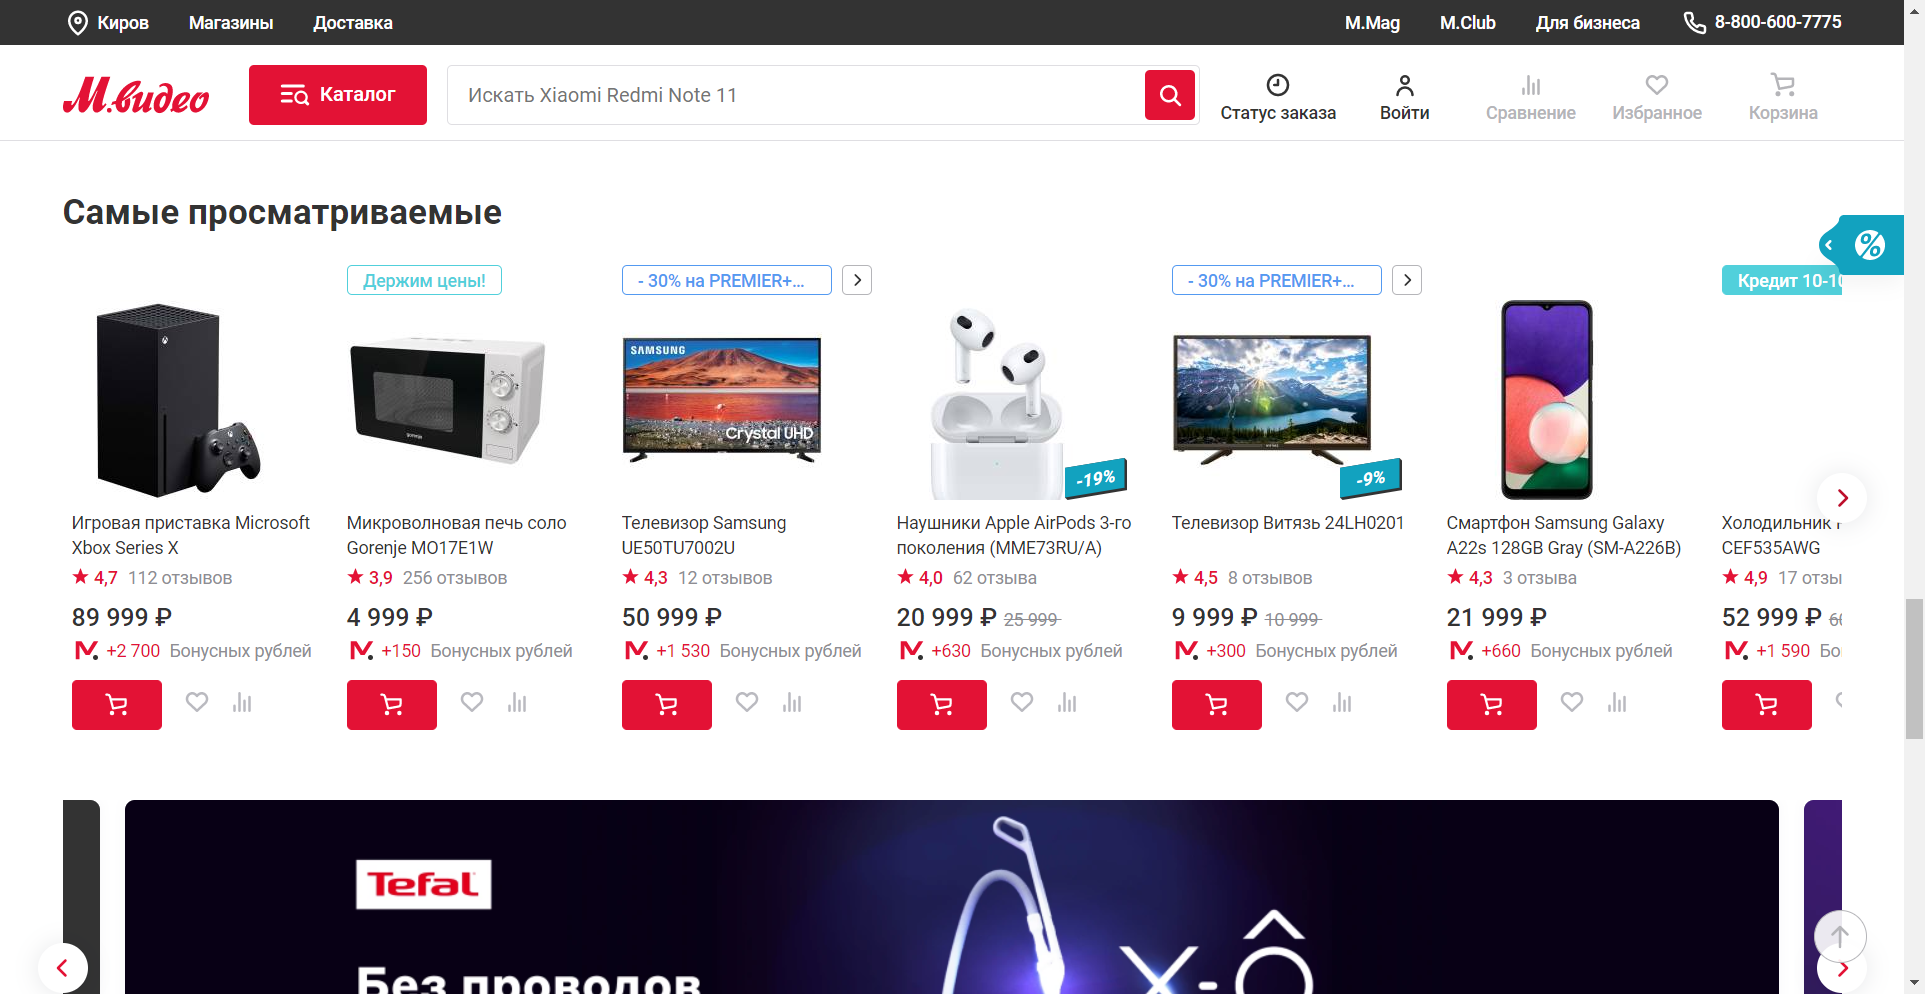 Киров Магазины Доставка M.Mag M.Club Для бизнеса 8-800-600-7775
М.видео Каталог Искать Xiaomi Redmi Note 11 Статус заказа Войти Сравнение Избранное Корзина
Самые просматриваемые
Держим цены! - 30% на PREMIER+... - 30% на PREMIER+... Кредит 10-10
SAMSUNG
Crystal UHD
gorenje
-19% -9%
Игровая приставка Microsoft
Xbox Series X
4,7 112 отзывов
89 999 ₽
+2 700 Бонусных рублей
Микроволновая печь соло
Gorenje MO17E1W
3,9 256 отзывов
4 999 ₽
+150 Бонусных рублей
Телевизор Samsung
UE50TU7002U
4,3 12 отзывов
50 999 ₽
+1 530 Бонусных рублей
Наушники Apple AirPods 3-го
поколения (MME73RU/A)
4,0 62 отзыва
20 999 ₽ 25 999
+630 Бонусных рублей
Телевизор Витязь 24LH0201
4,5 8 отзывов
9 999 ₽ 10 999
+300 Бонусных рублей
Смартфон Samsung Galaxy
A22s 128GB Gray (SM-A226B)
4,3 3 отзыва
21 999 ₽
+660 Бонусных рублей
Холодильник
CEF535AWG
4,9 17 отзы
52 999 ₽
+1 590 Бо
Tefal
Без проводов
X-Ô